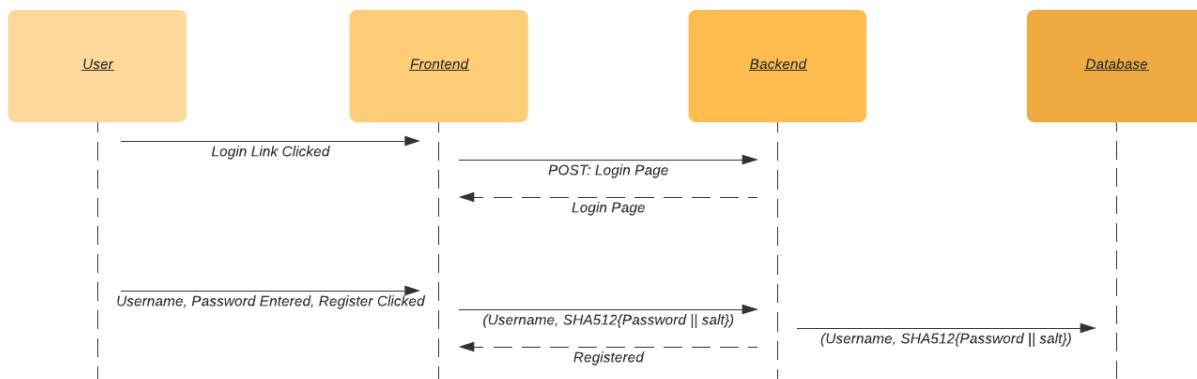 User
Frontend
Backend
Database
Login Link Clicked
POST: Login Page
Login Page
Username, Password Entered, Register Clicked
(Username, SHA512{Password || salt})
(Username, SHA512{Password || salt})
Registered